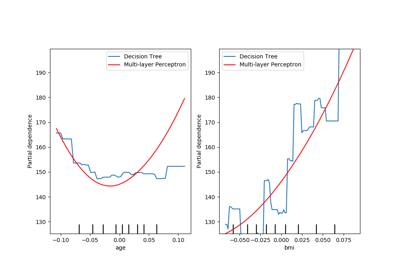 Decision Tree
Multi-layer Perceptron
Partial dependence
190
180
170
160
150
140
130
−0.10 −0.05 0.00 0.05 0.10
age
Decision Tree
Multi-layer Perceptron
Partial dependence
190
180
170
160
150
140
130
−0.050 −0.025 0.000 0.025 0.050 0.075
bmi